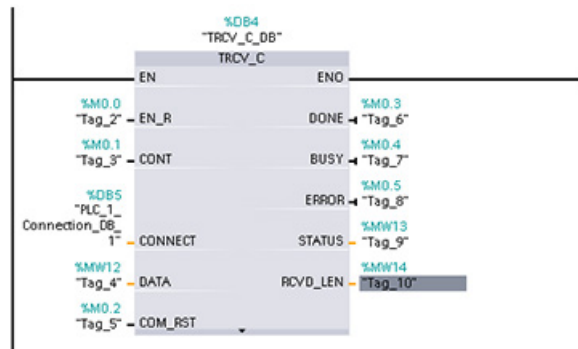 %DB4
"TRCV_C_DB"
TRCV_C
EN ENO
%M0.0 %M0.3
"Tag_2" EN_R DONE "Tag_6"
%M0.1 %M0.4
"Tag_3" CONT BUSY "Tag_7"
%DB5 %M0.5
"PLC_1_ ERROR "Tag_8"
Connection_DB_ %MW13
1" CONNECT STATUS "Tag_9"
%MW12 %MW14
"Tag_4" DATA RCVD_LEN "Tag_10"
%M0.2
"Tag_5" COM_RST